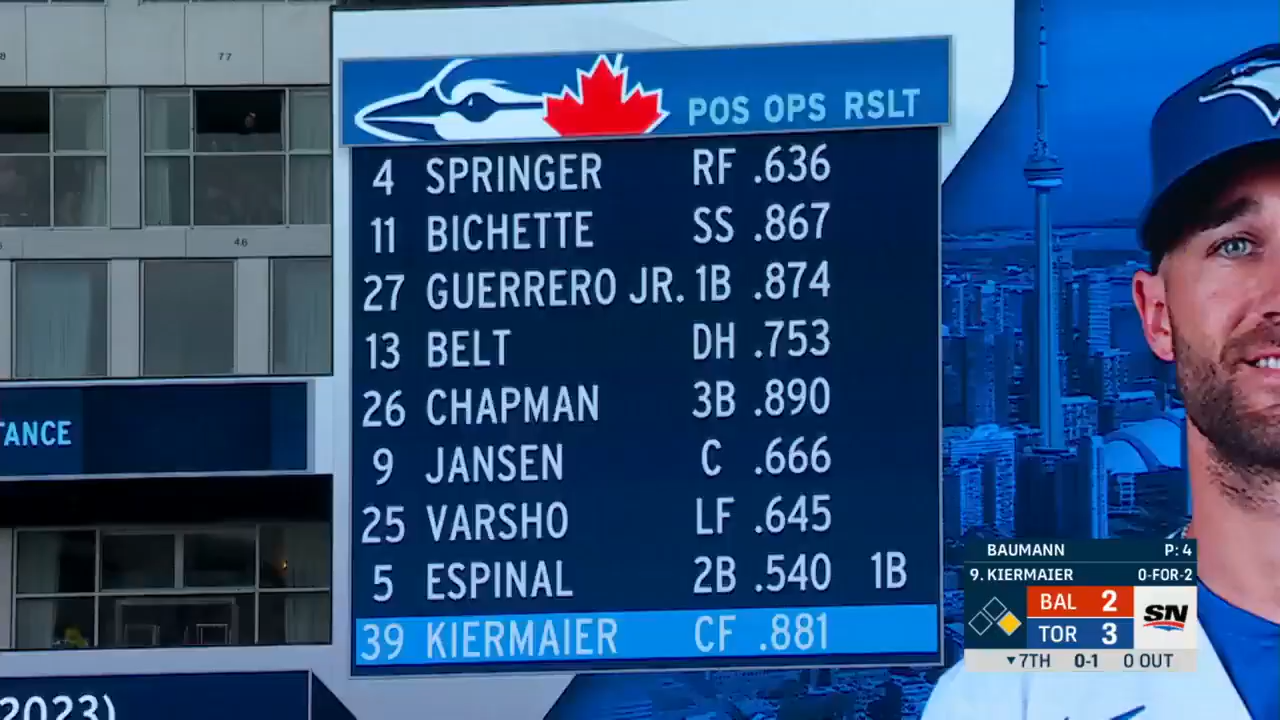 77
46
POS OPS RSLT
4 SPRINGER RF .636
11 BICHETTE SS .867
27 GUERRERO JR. 1B .874
13 BELT DH .753
26 CHAPMAN 3B .890
9 JANSEN C .666
25 VARSHO LF .645
5 ESPINAL 2B .540 1B
39 KIERMAIER CF .881
TANCE
2023)
BAUMANN P: 4
9. KIERMAIER 0-FOR-2
BAL 2
TOR 3
SN
▼7TH 0-1 0 OUT